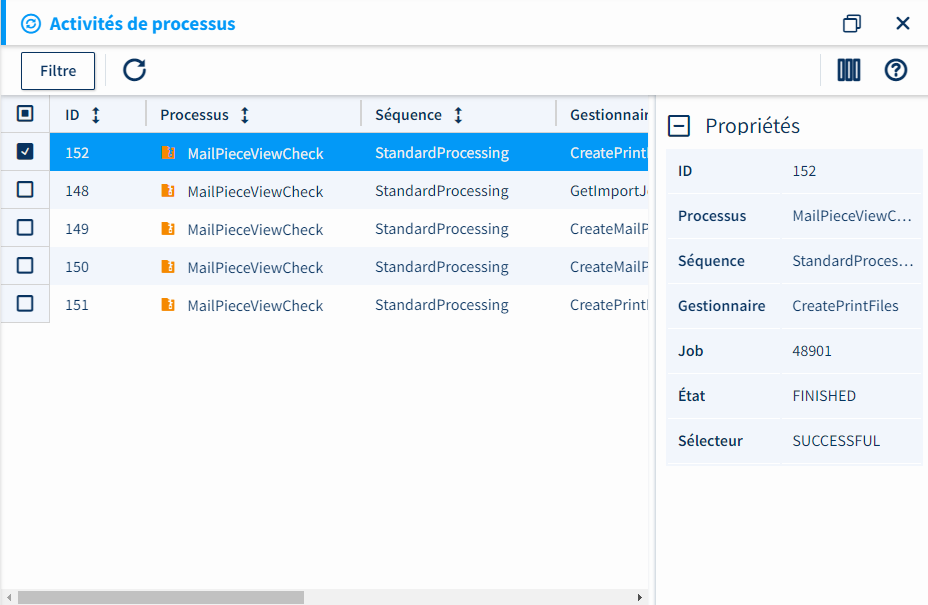 Activités de processus
Filtre
ID Processus Séquence Gestionnair
152 MailPieceViewCheck StandardProcessing CreatePrint
148 MailPieceViewCheck StandardProcessing GetImportJ
149 MailPieceViewCheck StandardProcessing CreateMailP
150 MailPieceViewCheck StandardProcessing CreateMailP
151 MailPieceViewCheck StandardProcessing CreatePrint
Propriétés
ID 152
Processus MailPieceViewC...
Séquence StandardProces...
Gestionnaire CreatePrintFiles
Job 48901
État FINISHED
Sélecteur SUCCESSFUL